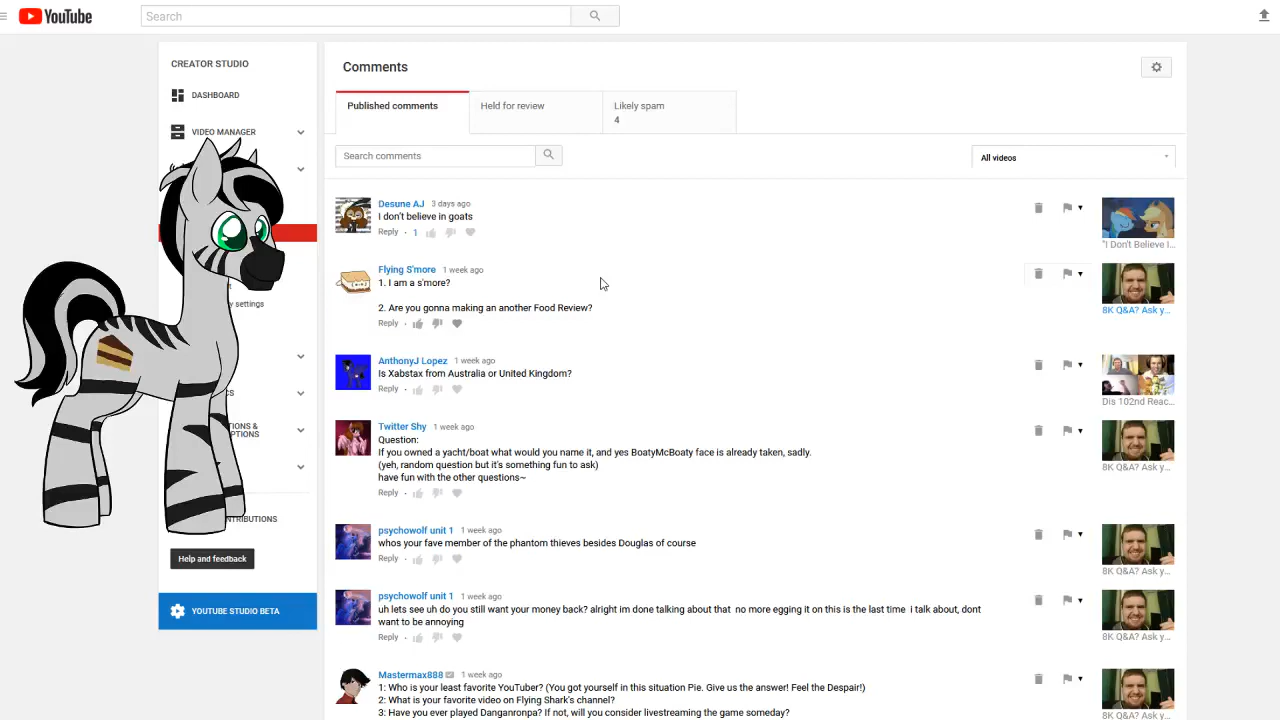 YouTube
Search
CREATOR STUDIO
DASHBOARD
VIDEO MANAGER
y settings
CS
TIONS &
PTIONS
NTRIBUTIONS
Help and feedback
YOUTUBE STUDIO BETA
Comments
Published comments
Held for review
Likely spam
4
Search comments
All videos
Desune AJ 3 days ago
I don't believe in goats
Reply · 1
"I Don't Believe I...
Flying S'more 1 week ago
1. I am a s'more?
2. Are you gonna making an another Food Review?
Reply ·
8K Q&A? Ask y...
AnthonyJ Lopez 1 week ago
Is Xabstax from Australia or United Kingdom?
Reply ·
Dis 102nd Reac...
Twitter Shy 1 week ago
Question:
If you owned a yacht/boat what would you name it, and yes BoatyMcBoaty face is already taken, sadly.
(yeh, random question but it's something fun to ask)
have fun with the other questions~
Reply ·
8K Q&A? Ask y...
psychowolf unit 1 1 week ago
whos your fave member of the phantom thieves besides Douglas of course
Reply ·
8K Q&A? Ask y...
psychowolf unit 1 1 week ago
uh lets see uh do you still want your money back? alright im done talking about that no more egging it on this is the last time i talk about, dont
want to be annoying
Reply ·
8K Q&A? Ask y...
Mastermax888 1 week ago
1: Who is your least favorite YouTuber? (You got yourself in this situation Pie. Give us the answer! Feel the Despair!)
2: What is your favorite video on Flying Shark's channel?
3: Have you ever played Danganronpa? If not, will you consider livestreaming the game someday?
8K Q&A? Ask y...